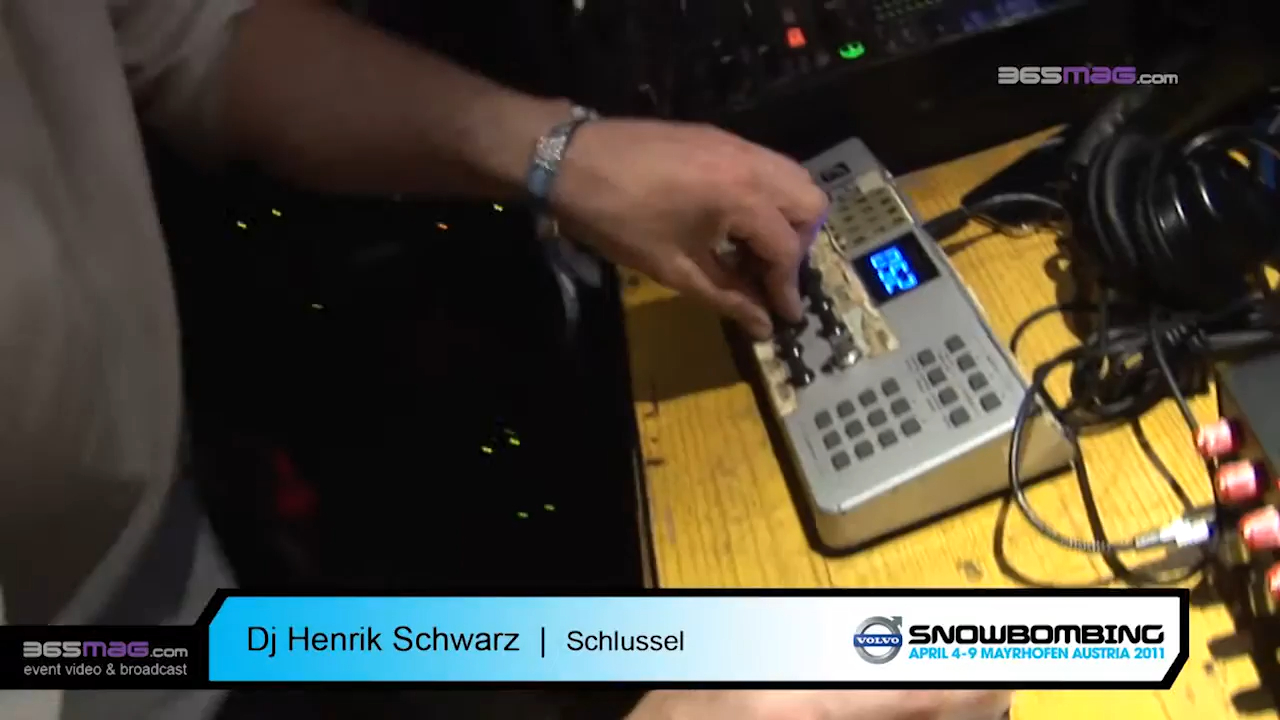 365mag.com
Dj Henrik Schwarz | Schlussel
VOLVO
SNOWBOMBING
APRIL 4-9 MAYRHOFEN AUSTRIA 2011
365mag.com
event video & broadcast